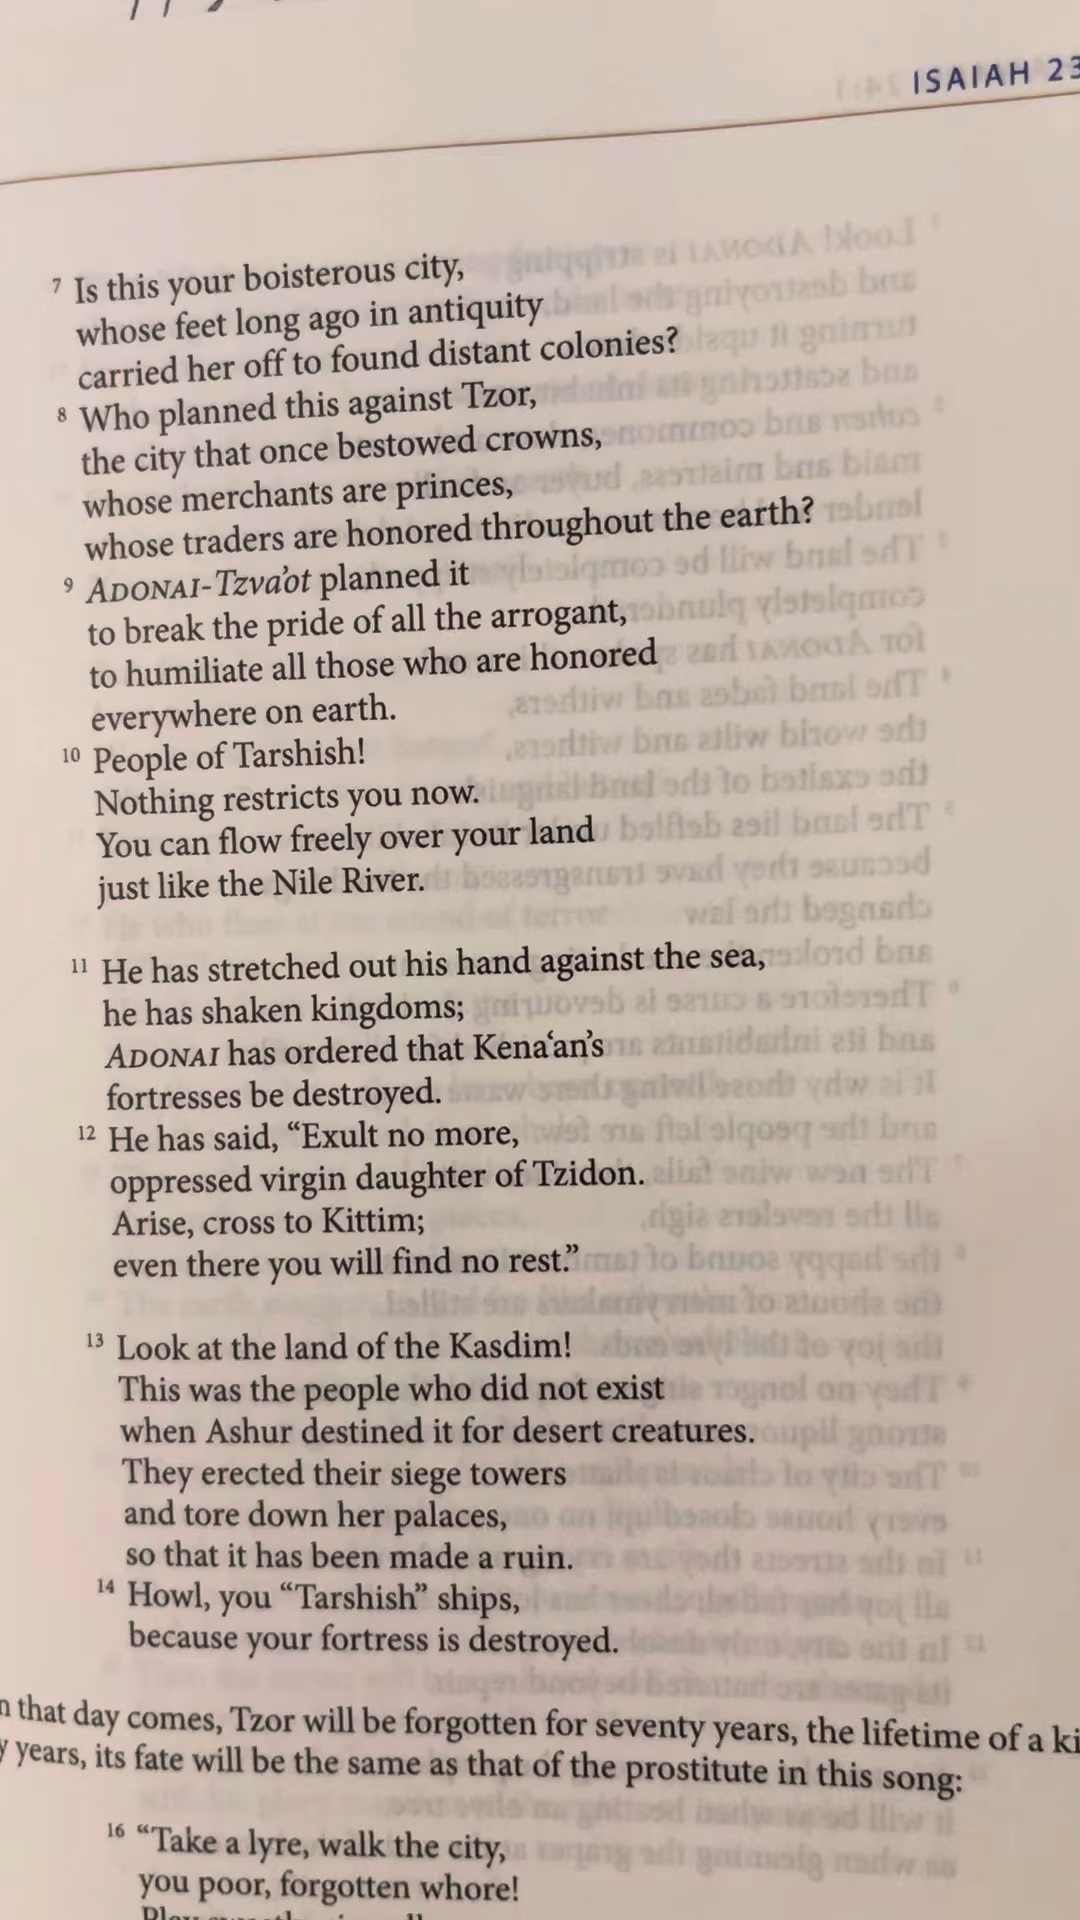 ISAIAH 23
7 Is this your boisterous city,
whose feet long ago in antiquity
carried her off to found distant colonies?
8 Who planned this against Tzor,
the city that once bestowed crowns,
whose merchants are princes,
whose traders are honored throughout the earth?
9 ADONAI-Tzva’ot planned it
to break the pride of all the arrogant,
to humiliate all those who are honored
everywhere on earth.
10 People of Tarshish!
Nothing restricts you now.
You can flow freely over your land
just like the Nile River.
11 He has stretched out his hand against the sea,
he has shaken kingdoms;
ADONAI has ordered that Kena‘an’s
fortresses be destroyed.
12 He has said, “Exult no more,
oppressed virgin daughter of Tzidon.
Arise, cross to Kittim;
even there you will find no rest.”
13 Look at the land of the Kasdim!
This was the people who did not exist
when Ashur destined it for desert creatures.
They erected their siege towers
and tore down her palaces,
so that it has been made a ruin.
14 Howl, you “Tarshish” ships,
because your fortress is destroyed.
that day comes, Tzor will be forgotten for seventy years, the lifetime of a
years, its fate will be the same as that of the prostitute in this song:
16 “Take a lyre, walk the city,
you poor, forgotten whore!